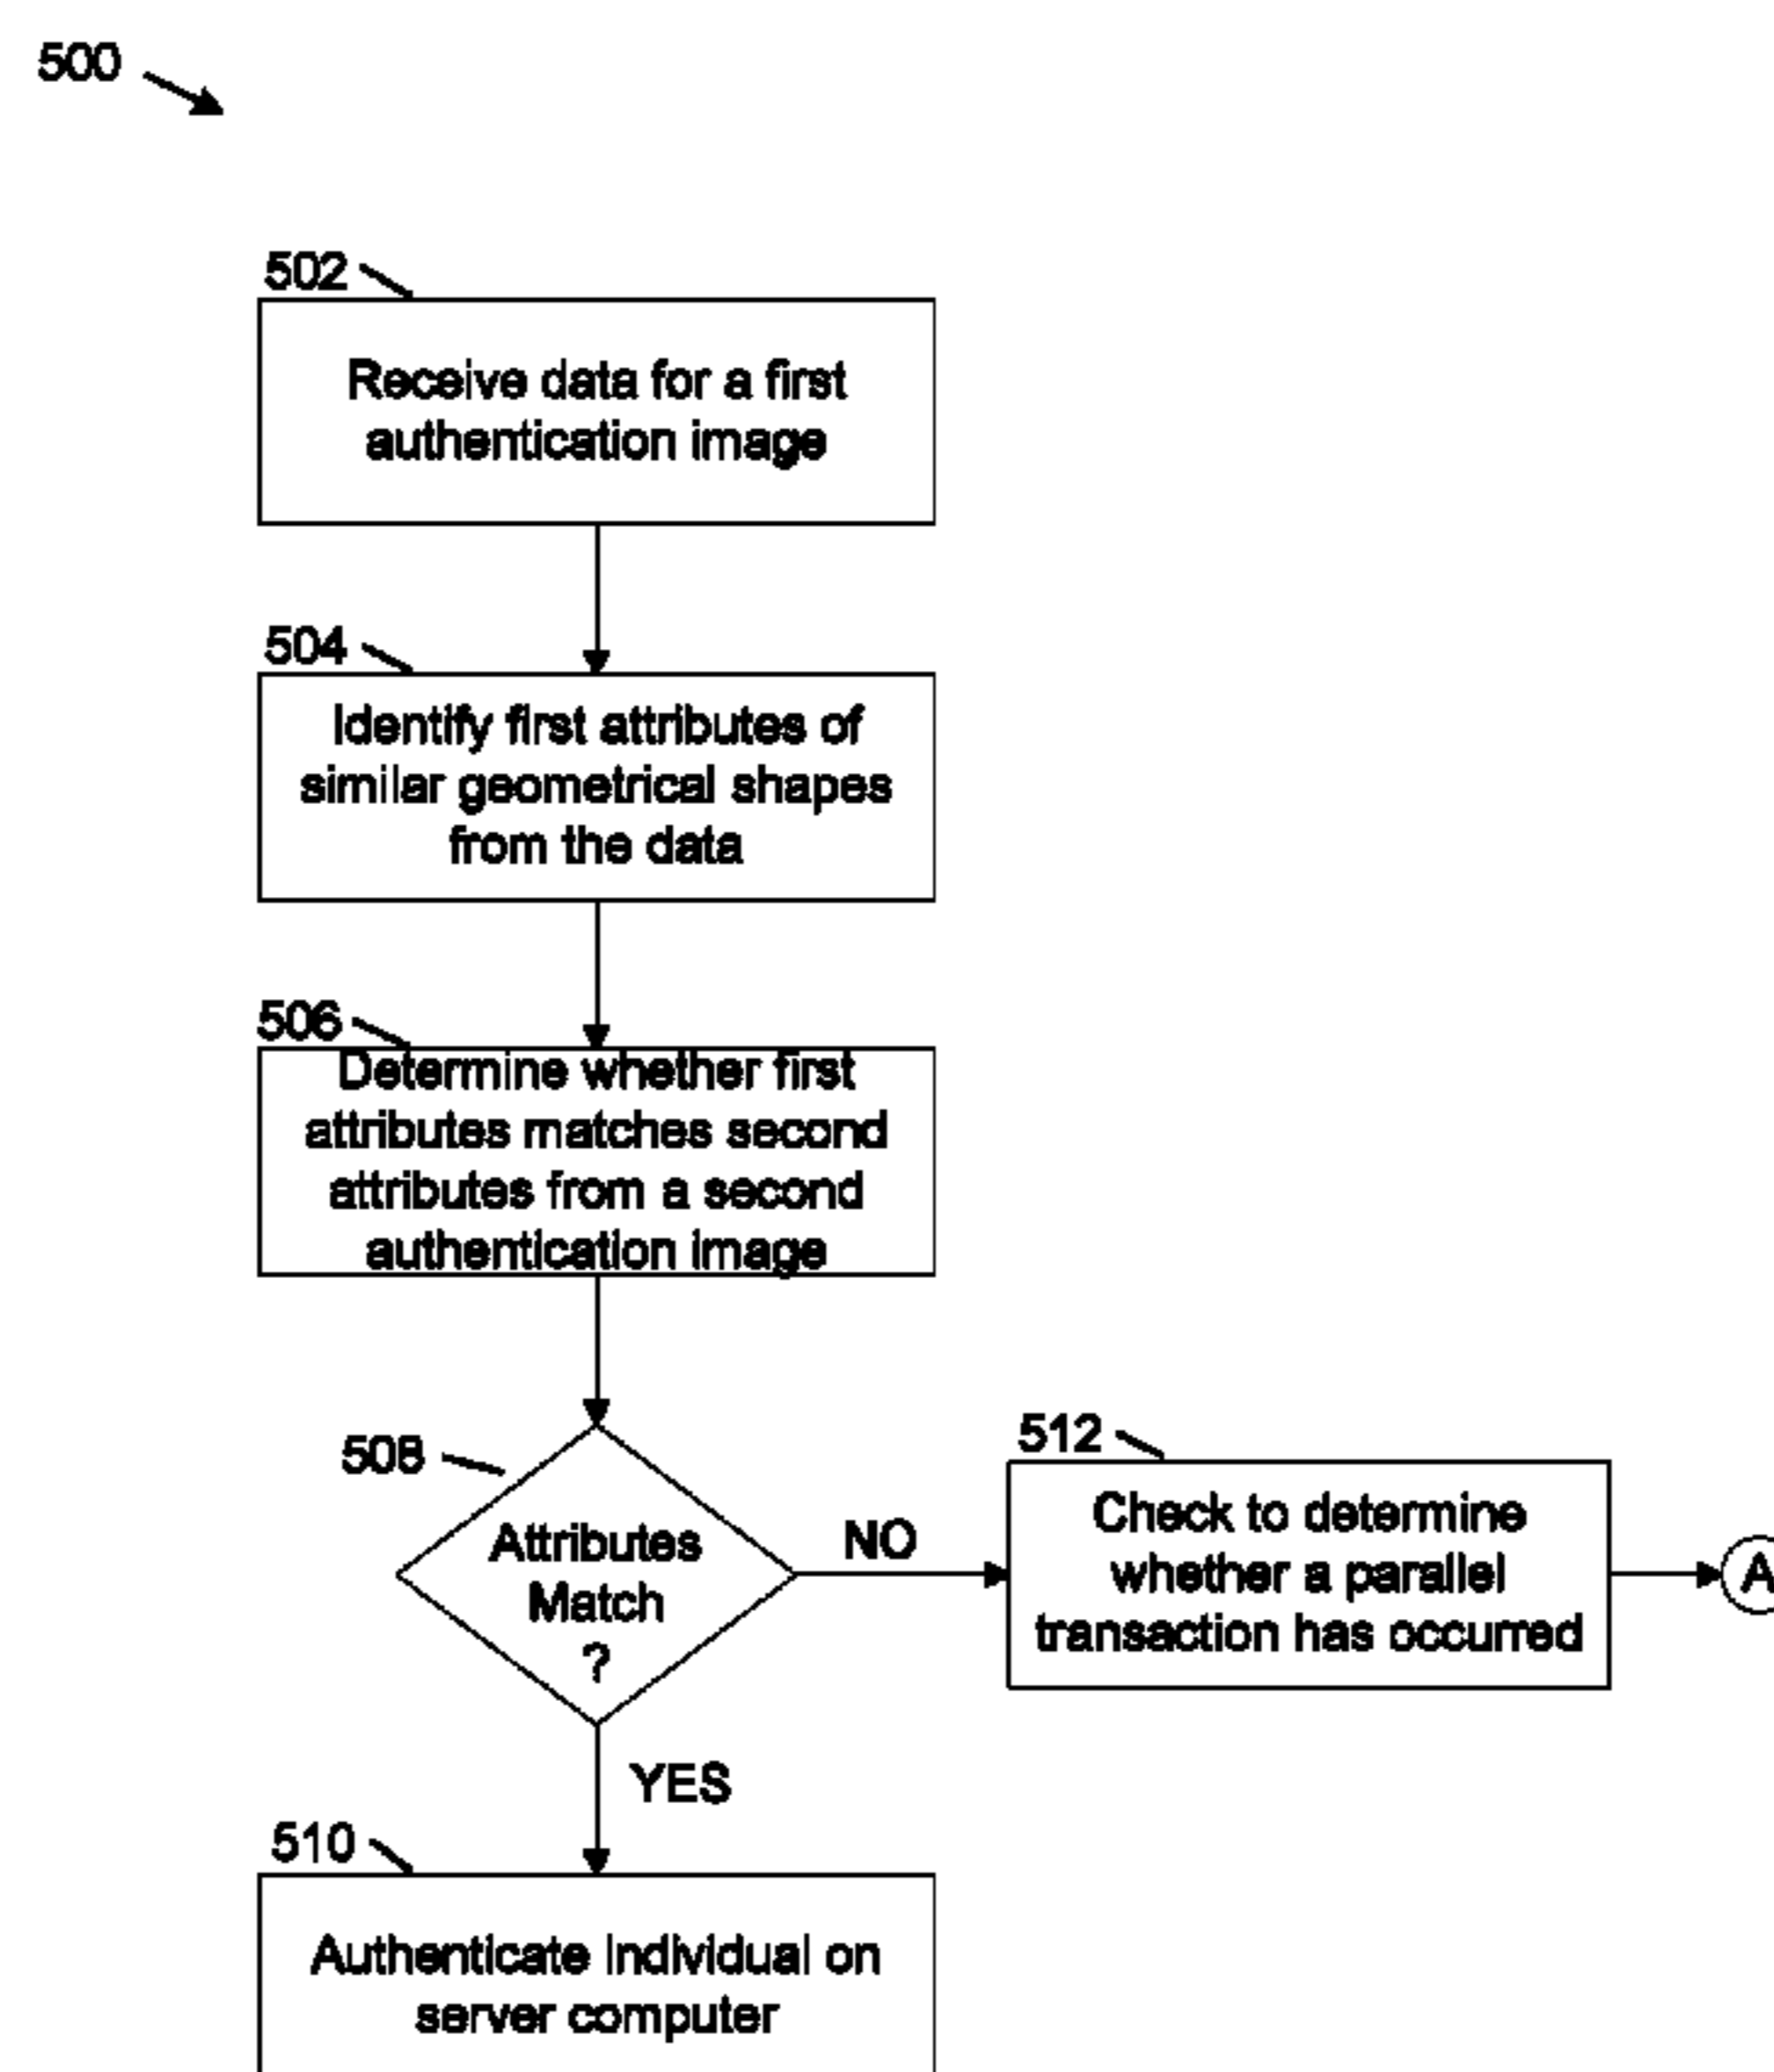 500
502
Receive data for a first
authentication image
504
Identify first attributes of
similar geometrical shapes
from the data
506
Determine whether first
attributes matches second
attributes from a second
authentication image
508
Attributes
Match
?
NO
512
Check to determine
whether a parallel
transaction has occurred
A
YES
510
Authenticate Individual on
server computer